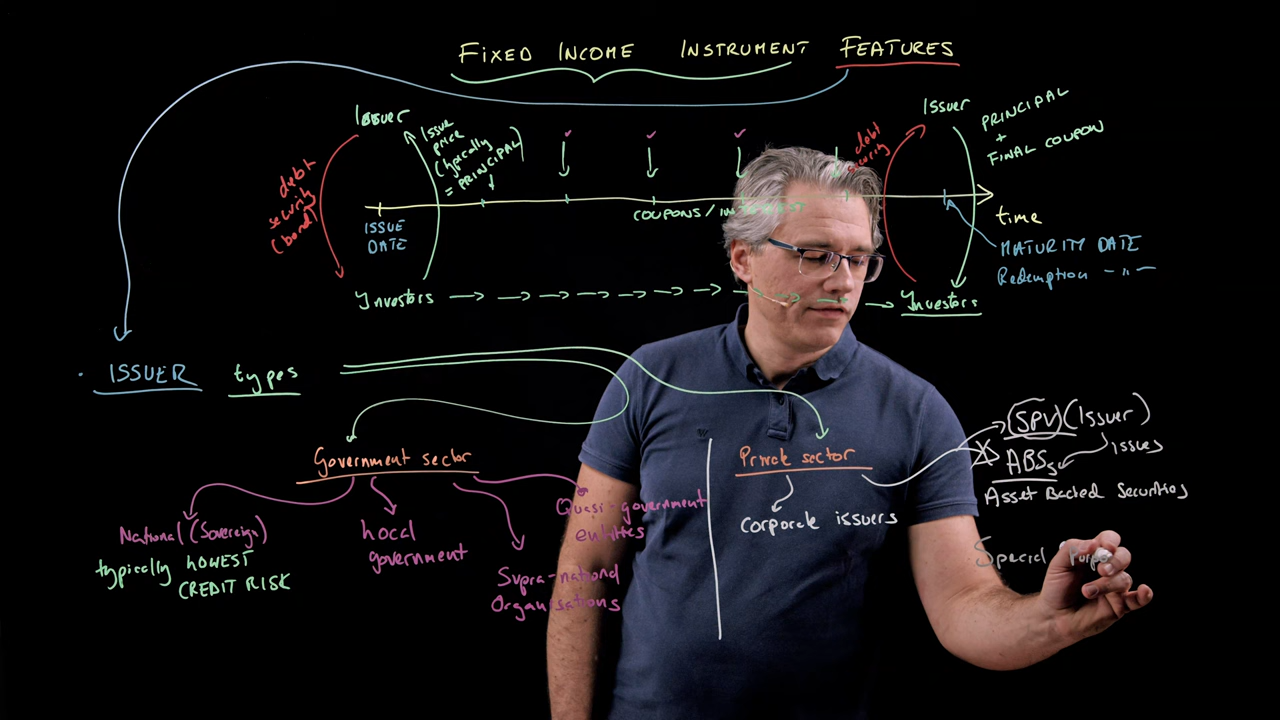 FIXED INCOME INSTRUMENT FEATURES
Issuer
Issue
price
(typically
= PRINCIPAL)
debt
security
(bond)
ISSUE
DATE
COUPONS/
Investors
debt
security
Issuer
PRINCIPAL
+
FINAL COUPON
time
MATURITY DATE
Redemption - " -
Investors
ISSUER types
Government sector
National (Sovereign)
typically LOWEST
CREDIT RISK
Local
government
Supra-national
Organisations
Quasi-government
entities
Private sector
Corporate issuers
(SPV) (Issuer)
issues
ABSs
Asset Backed Securities
Special Purpo